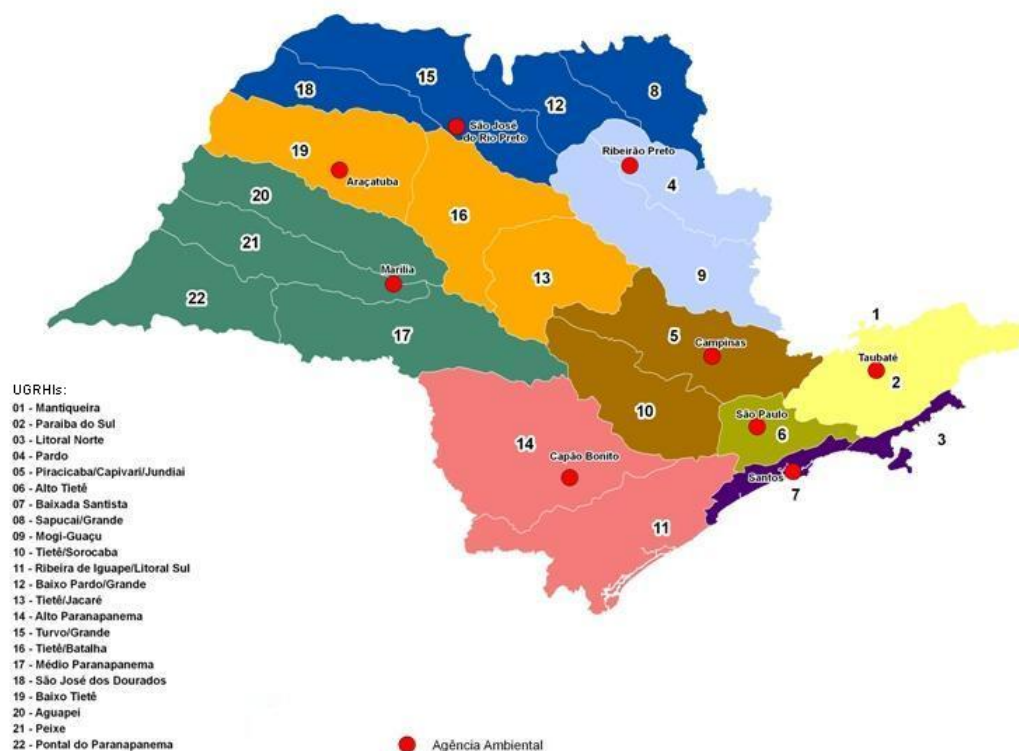 15
18
12
8
São José
do Rio Preto
Ribeirão Preto
19
Araçatuba
4
20
16
21
Marília
13
9
22
17
1
5
Campinas
Taubaté
2
São Paulo
10
6
3
14
Capão Bonito
Santos
7
11
UGRHIs:
01 - Mantiqueira
02 - Paraiba do Sul
03 - Litoral Norte
04 - Pardo
05 - Piracicaba/Capivari/Jundiaí
06 - Alto Tietê
07 - Baixada Santista
08 - Sapucaí/Grande
09 - Mogi-Guaçu
10 - Tietê/Sorocaba
11 - Ribeira de Iguape/Litoral Sul
12 - Baixo Pardo/Grande
13 - Tietê/Jacaré
14 - Alto Paranapanema
15 - Turvo/Grande
16 - Tietê/Batalha
17 - Médio Paranapanema
18 - São José dos Dourados
19 - Baixo Tietê
20 - Aguapeí
21 - Peixe
22 - Pontal do Paranapanema
Agência Ambiental